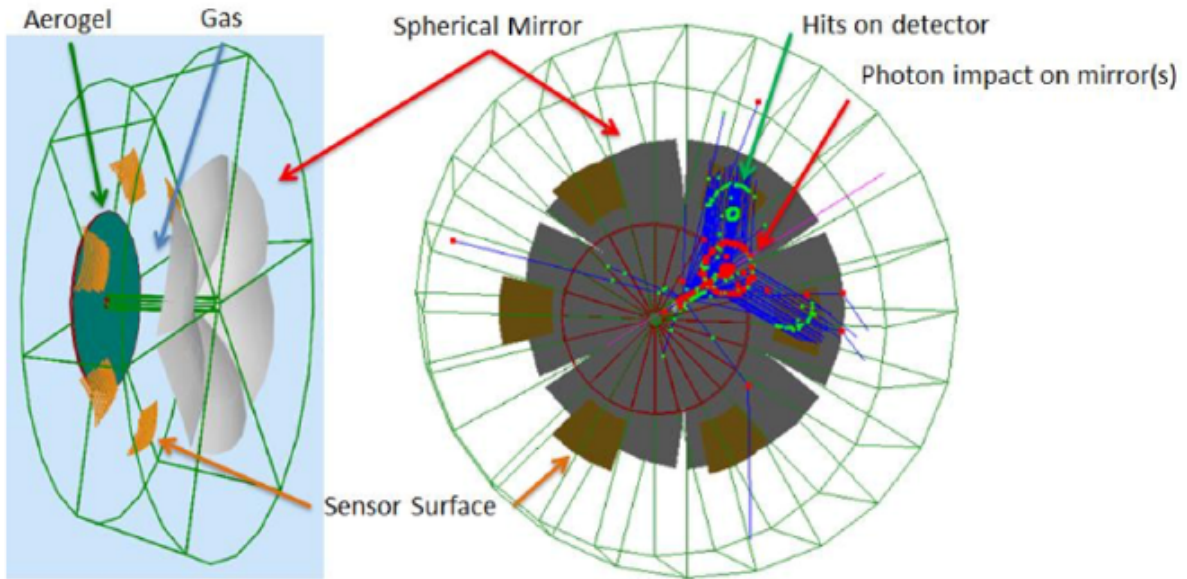 Aerogel
Gas
Spherical Mirror
Hits on detector
Photon impact on mirror(s)
Sensor Surface